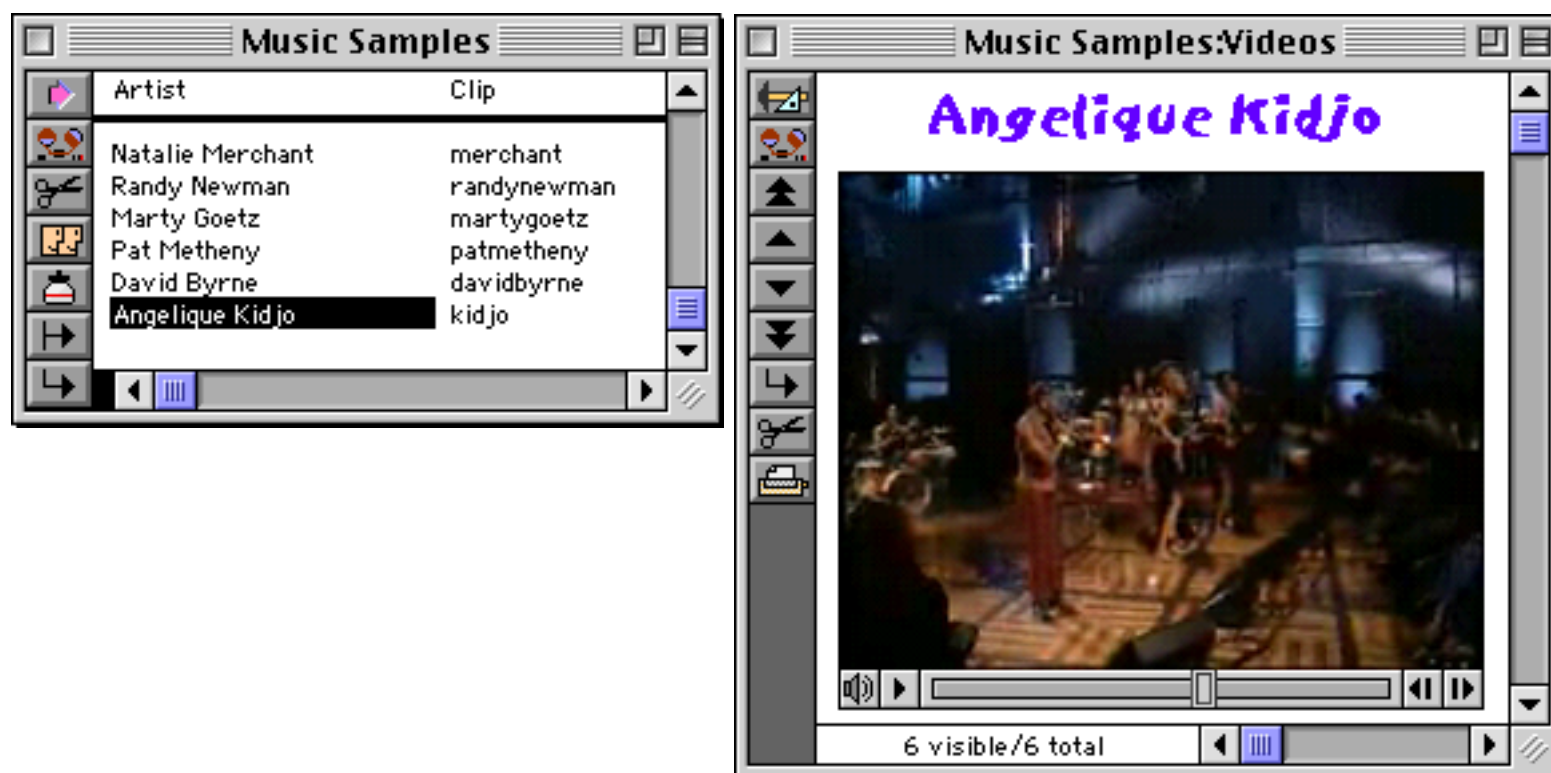 Music Samples
Artist Clip
Natalie Merchant merchant
Randy Newman randynewman
Marty Goetz martygoetz
Pat Metheny patmetheny
David Byrne davidbyrne
Angelique Kidjo kidjo
Music Samples:Videos
Angelique Kidjo
6 visible/6 total